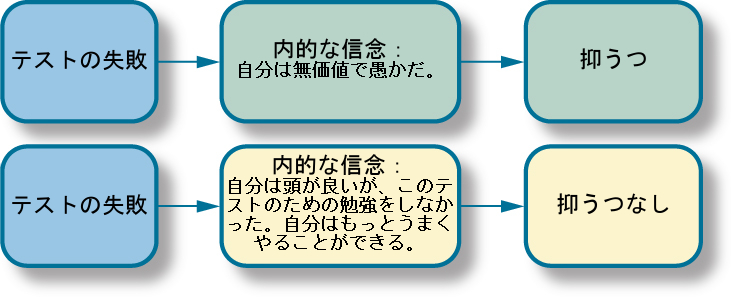 テストの失敗
内的な信念：
自分は無価値で愚かだ。
抑うつ
テストの失敗
内的な信念：
自分は頭が良いが、このテ
ストのための勉強をしなか
った。自分はもっとうまく
やることができる。
抑うつなし